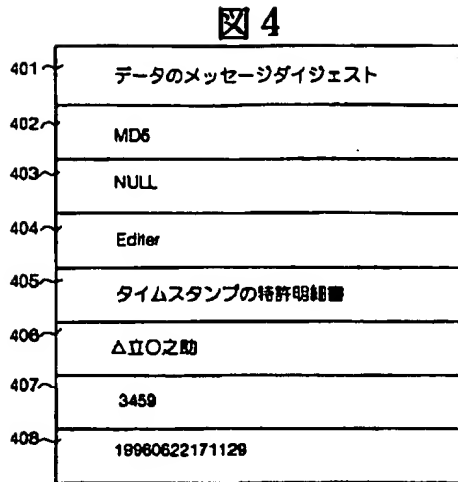 図4
401 データのメッセージダイジェスト
402 MD5
403 NULL
404 Editer
405 タイムスタンプの特許明細書
406 △立○之助
407 3459
408 19960622171129